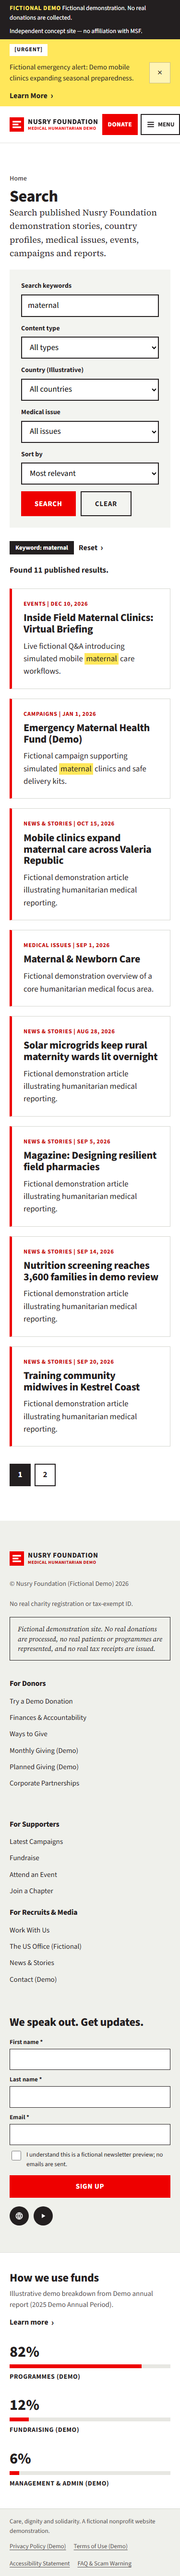 FICTIONAL DEMO Fictional demonstration. No real
donations are collected.
Independent concept site — no affiliation with MSF.
[URGENT]
Fictional emergency alert: Demo mobile
clinics expanding seasonal preparedness.
×
Learn More ›
NUSRY FOUNDATION
MEDICAL HUMANITARIAN DEMO
DONATE
MENU
Home
Search
Search published Nusry Foundation
demonstration stories, country
profiles, medical issues, events,
campaigns and reports.
Search keywords
maternal
Content type
All types
Country (Illustrative)
All countries
Medical issue
All issues
Sort by
Most relevant
SEARCH
CLEAR
Keyword: maternal
Reset ›
Found 11 published results.
EVENTS | DEC 10, 2026
Inside Field Maternal Clinics:
Virtual Briefing
Live fictional Q&A introducing
simulated mobile maternal care
workflows.
CAMPAIGNS | JAN 1, 2026
Emergency Maternal Health
Fund (Demo)
Fictional campaign supporting
simulated maternal clinics and safe
delivery kits.
NEWS & STORIES | OCT 15, 2026
Mobile clinics expand
maternal care across Valeria
Republic
Fictional demonstration article
illustrating humanitarian medical
reporting.
MEDICAL ISSUES | SEP 1, 2026
Maternal & Newborn Care
Fictional demonstration overview of a
core humanitarian medical focus area.
NEWS & STORIES | AUG 28, 2026
Solar microgrids keep rural
maternity wards lit overnight
Fictional demonstration article
illustrating humanitarian medical
reporting.
NEWS & STORIES | SEP 5, 2026
Magazine: Designing resilient
field pharmacies
Fictional demonstration article
illustrating humanitarian medical
reporting.
NEWS & STORIES | SEP 14, 2026
Nutrition screening reaches
3,600 families in demo review
Fictional demonstration article
illustrating humanitarian medical
reporting.
NEWS & STORIES | SEP 20, 2026
Training community
midwives in Kestrel Coast
Fictional demonstration article
illustrating humanitarian medical
reporting.
1
2
NUSRY FOUNDATION
MEDICAL HUMANITARIAN DEMO
© Nusry Foundation (Fictional Demo) 2026
No real charity registration or tax-exempt ID.
Fictional demonstration site. No real donations
are processed, no real patients or programmes are
represented, and no real tax receipts are issued.
For Donors
Try a Demo Donation
Finances & Accountability
Ways to Give
Monthly Giving (Demo)
Planned Giving (Demo)
Corporate Partnerships
For Supporters
Latest Campaigns
Fundraise
Attend an Event
Join a Chapter
For Recruits & Media
Work With Us
The US Office (Fictional)
News & Stories
Contact (Demo)
We speak out. Get updates.
First name *
Last name *
Email *
I understand this is a fictional newsletter preview; no
emails are sent.
SIGN UP
How we use funds
Illustrative demo breakdown from Demo annual
report (2025 Demo Annual Period).
Learn more ›
82%
PROGRAMMES (DEMO)
12%
FUNDRAISING (DEMO)
6%
MANAGEMENT & ADMIN (DEMO)
Care, dignity and solidarity. A fictional nonprofit website
demonstration.
Privacy Policy (Demo) Terms of Use (Demo)
Accessibility Statement FAQ & Scam Warning